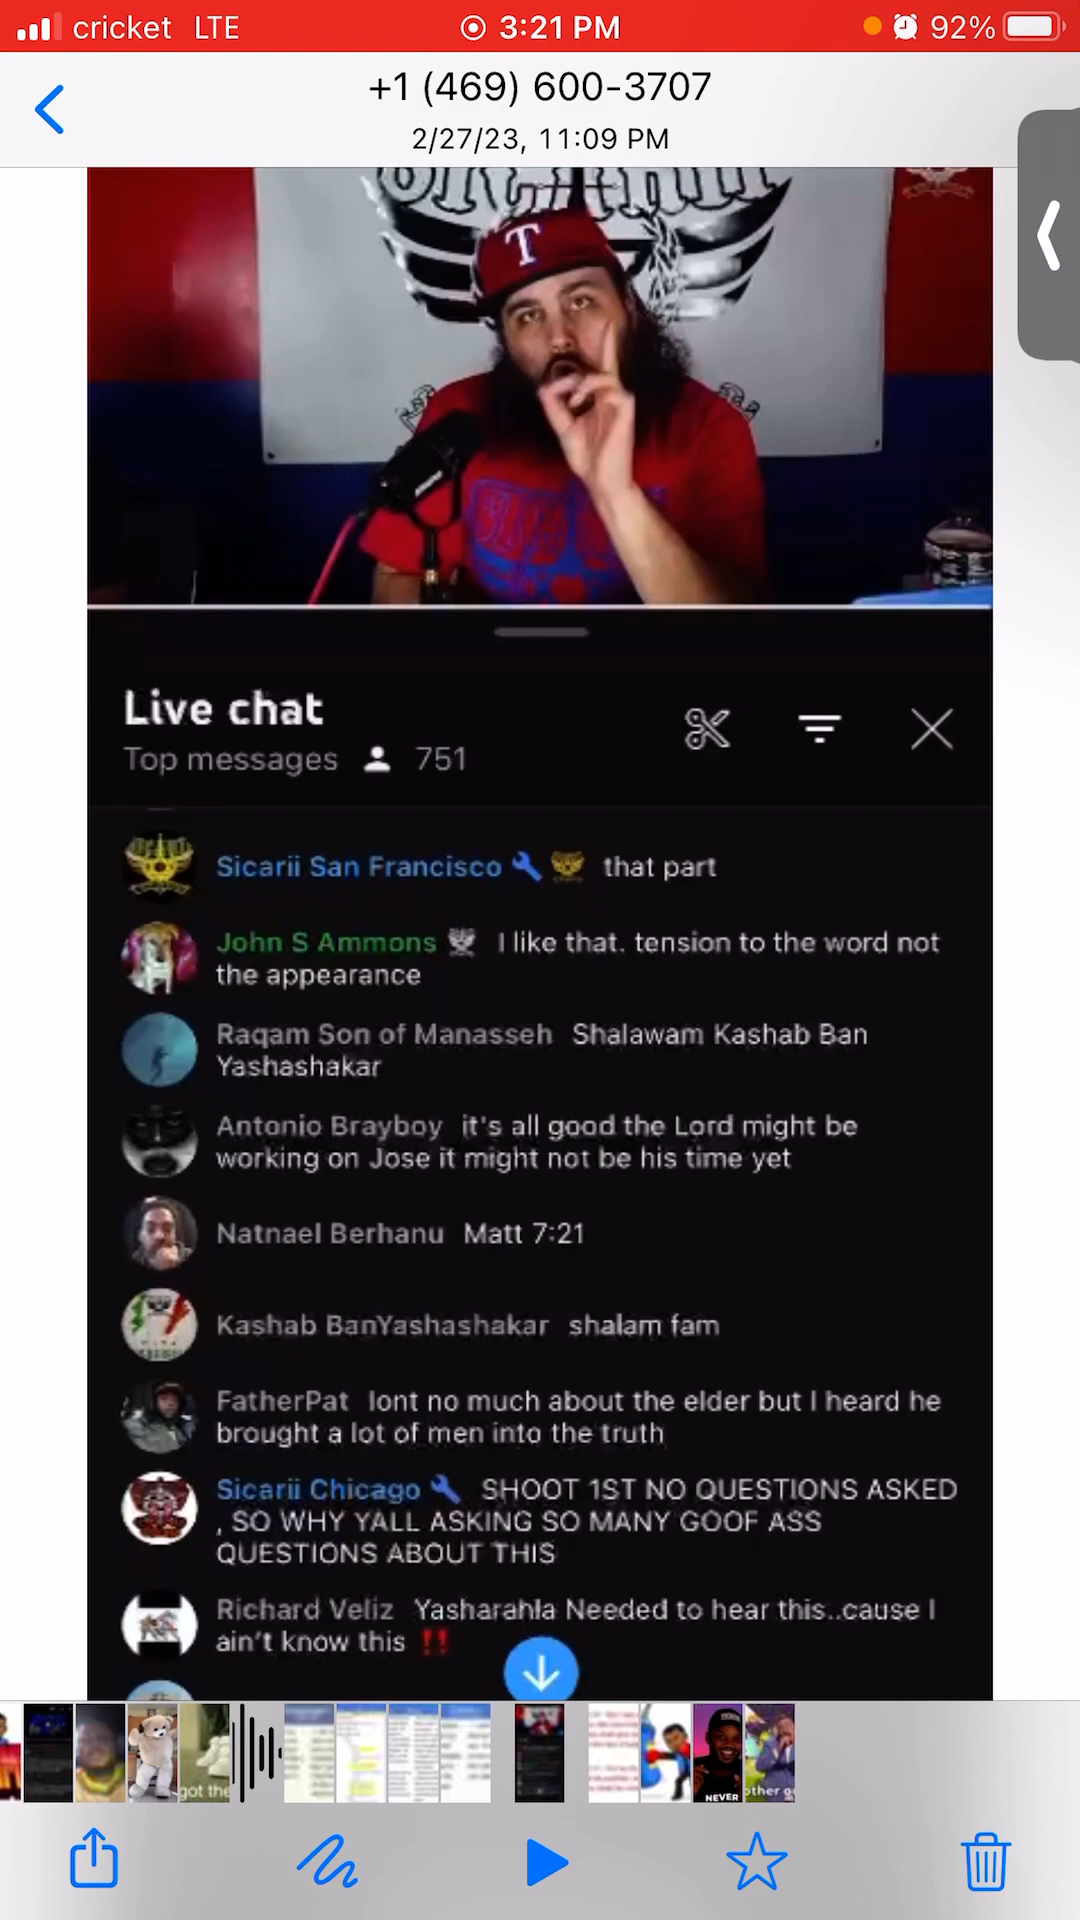 cricket LTE 3:21 PM 92%
+1 (469) 600-3707
2/27/23, 11:09 PM
T
Live chat
Top messages 751
Sicarii San Francisco that part
John S Ammons I like that. tension to the word not
the appearance
Raqam Son of Manasseh Shalawam Kashab Ban
Yashashakar
Antonio Brayboy it's all good the Lord might be
working on Jose it might not be his time yet
Natnael Berhanu Matt 7:21
Kashab BanYashashakar shalam fam
FatherPat Iont no much about the elder but I heard he
brought a lot of men into the truth
Sicarii Chicago SHOOT 1ST NO QUESTIONS ASKED
, SO WHY YALL ASKING SO MANY GOOF ASS
QUESTIONS ABOUT THIS
Richard Veliz Yasharahla Needed to hear this..cause I
ain't know this ‼️
got the
NEVER
other